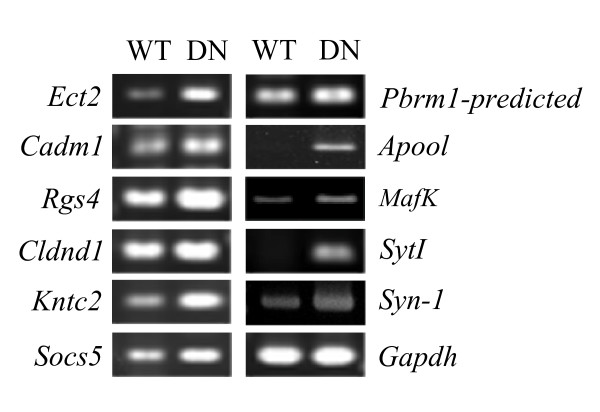 WT DN WT DN
Ect2 Pbrm1-predicted
Cadm1 Apool
Rgs4 MafK
Cldnd1 SytI
Kntc2 Syn-1
Socs5 Gapdh